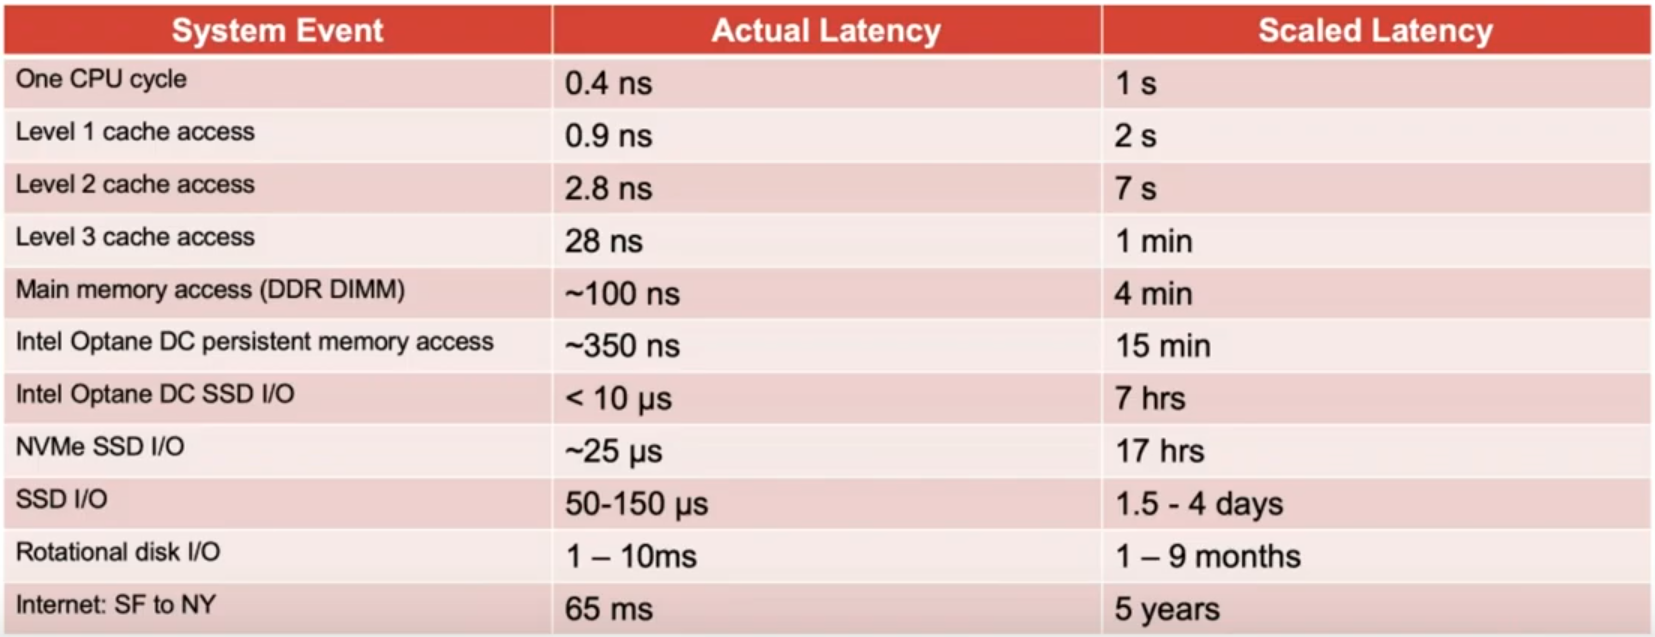 System Event Actual Latency Scaled Latency
One CPU cycle 0.4 ns 1 s
Level 1 cache access 0.9 ns 2 s
Level 2 cache access 2.8 ns 7 s
Level 3 cache access 28 ns 1 min
Main memory access (DDR DIMM) ~100 ns 4 min
Intel Optane DC persistent memory access ~350 ns 15 min
Intel Optane DC SSD I/O < 10 μs 7 hrs
NVMe SSD I/O ~25 μs 17 hrs
SSD I/O 50-150 μs 1.5 - 4 days
Rotational disk I/O 1 – 10ms 1 – 9 months
Internet: SF to NY 65 ms 5 years